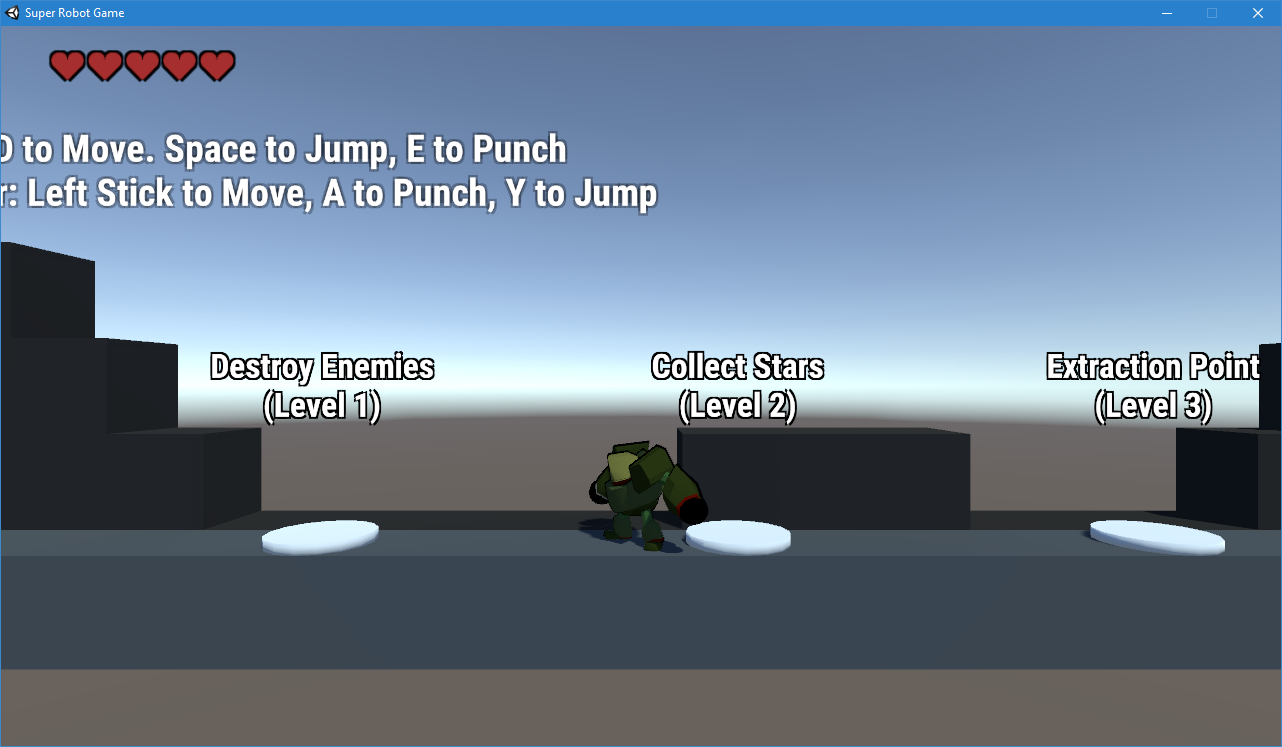 Super Robot Game
D to Move. Space to Jump, E to Punch
r: Left Stick to Move, A to Punch, Y to Jump
Destroy Enemies
(Level 1)
Collect Stars
(Level 2)
Extraction Point
(Level 3)